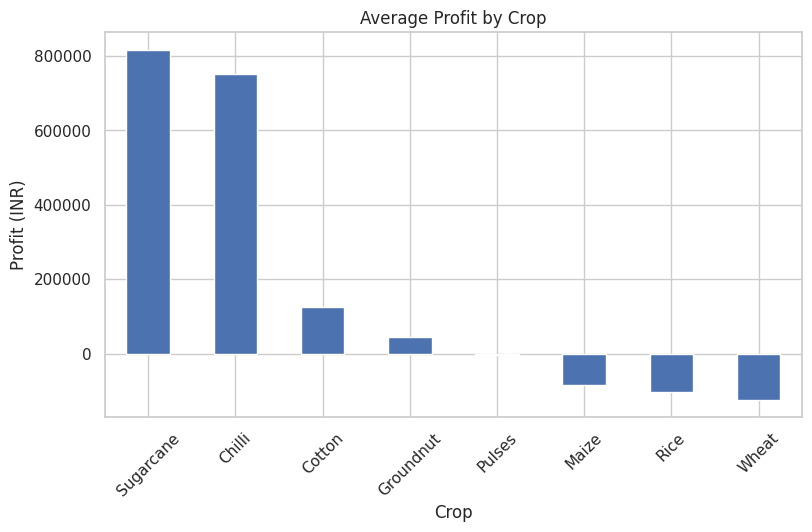 Average Profit by Crop
Profit (INR)
800000
600000
400000
200000
0
Sugarcane
Chilli
Cotton
Groundnut
Pulses
Maize
Rice
Wheat
Crop